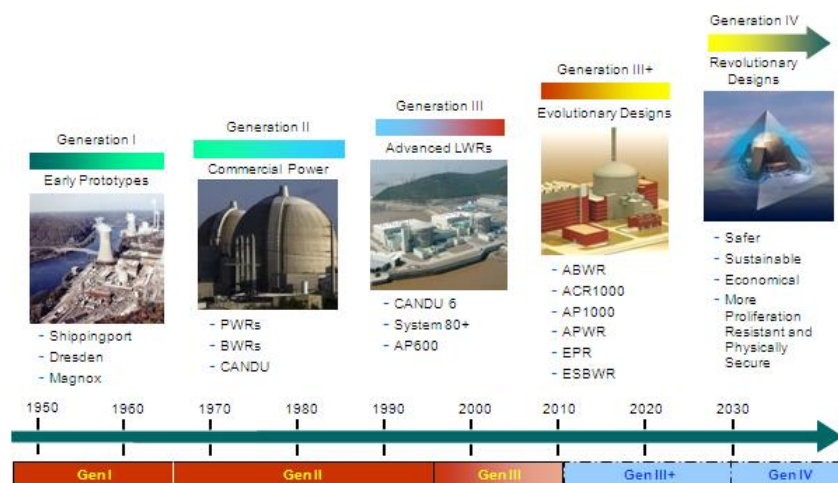 Generation I
Early Prototypes
- Shippingport
- Dresden
- Magnox
Generation II
Commercial Power
- PWRs
- BWRs
- CANDU
Generation III
Advanced LWRs
- CANDU 6
- System 80+
- AP600
Generation III+
Evolutionary Designs
- ABWR
- ACR1000
- AP1000
- APWR
- EPR
- ESBWR
Generation IV
Revolutionary
Designs
- Safer
- Sustainable
- Economical
- More
Proliferation
Resistant and
Physically
Secure
1950 1960 1970 1980 1990 2000 2010 2020 2030
Gen I Gen II Gen III Gen III+ Gen IV